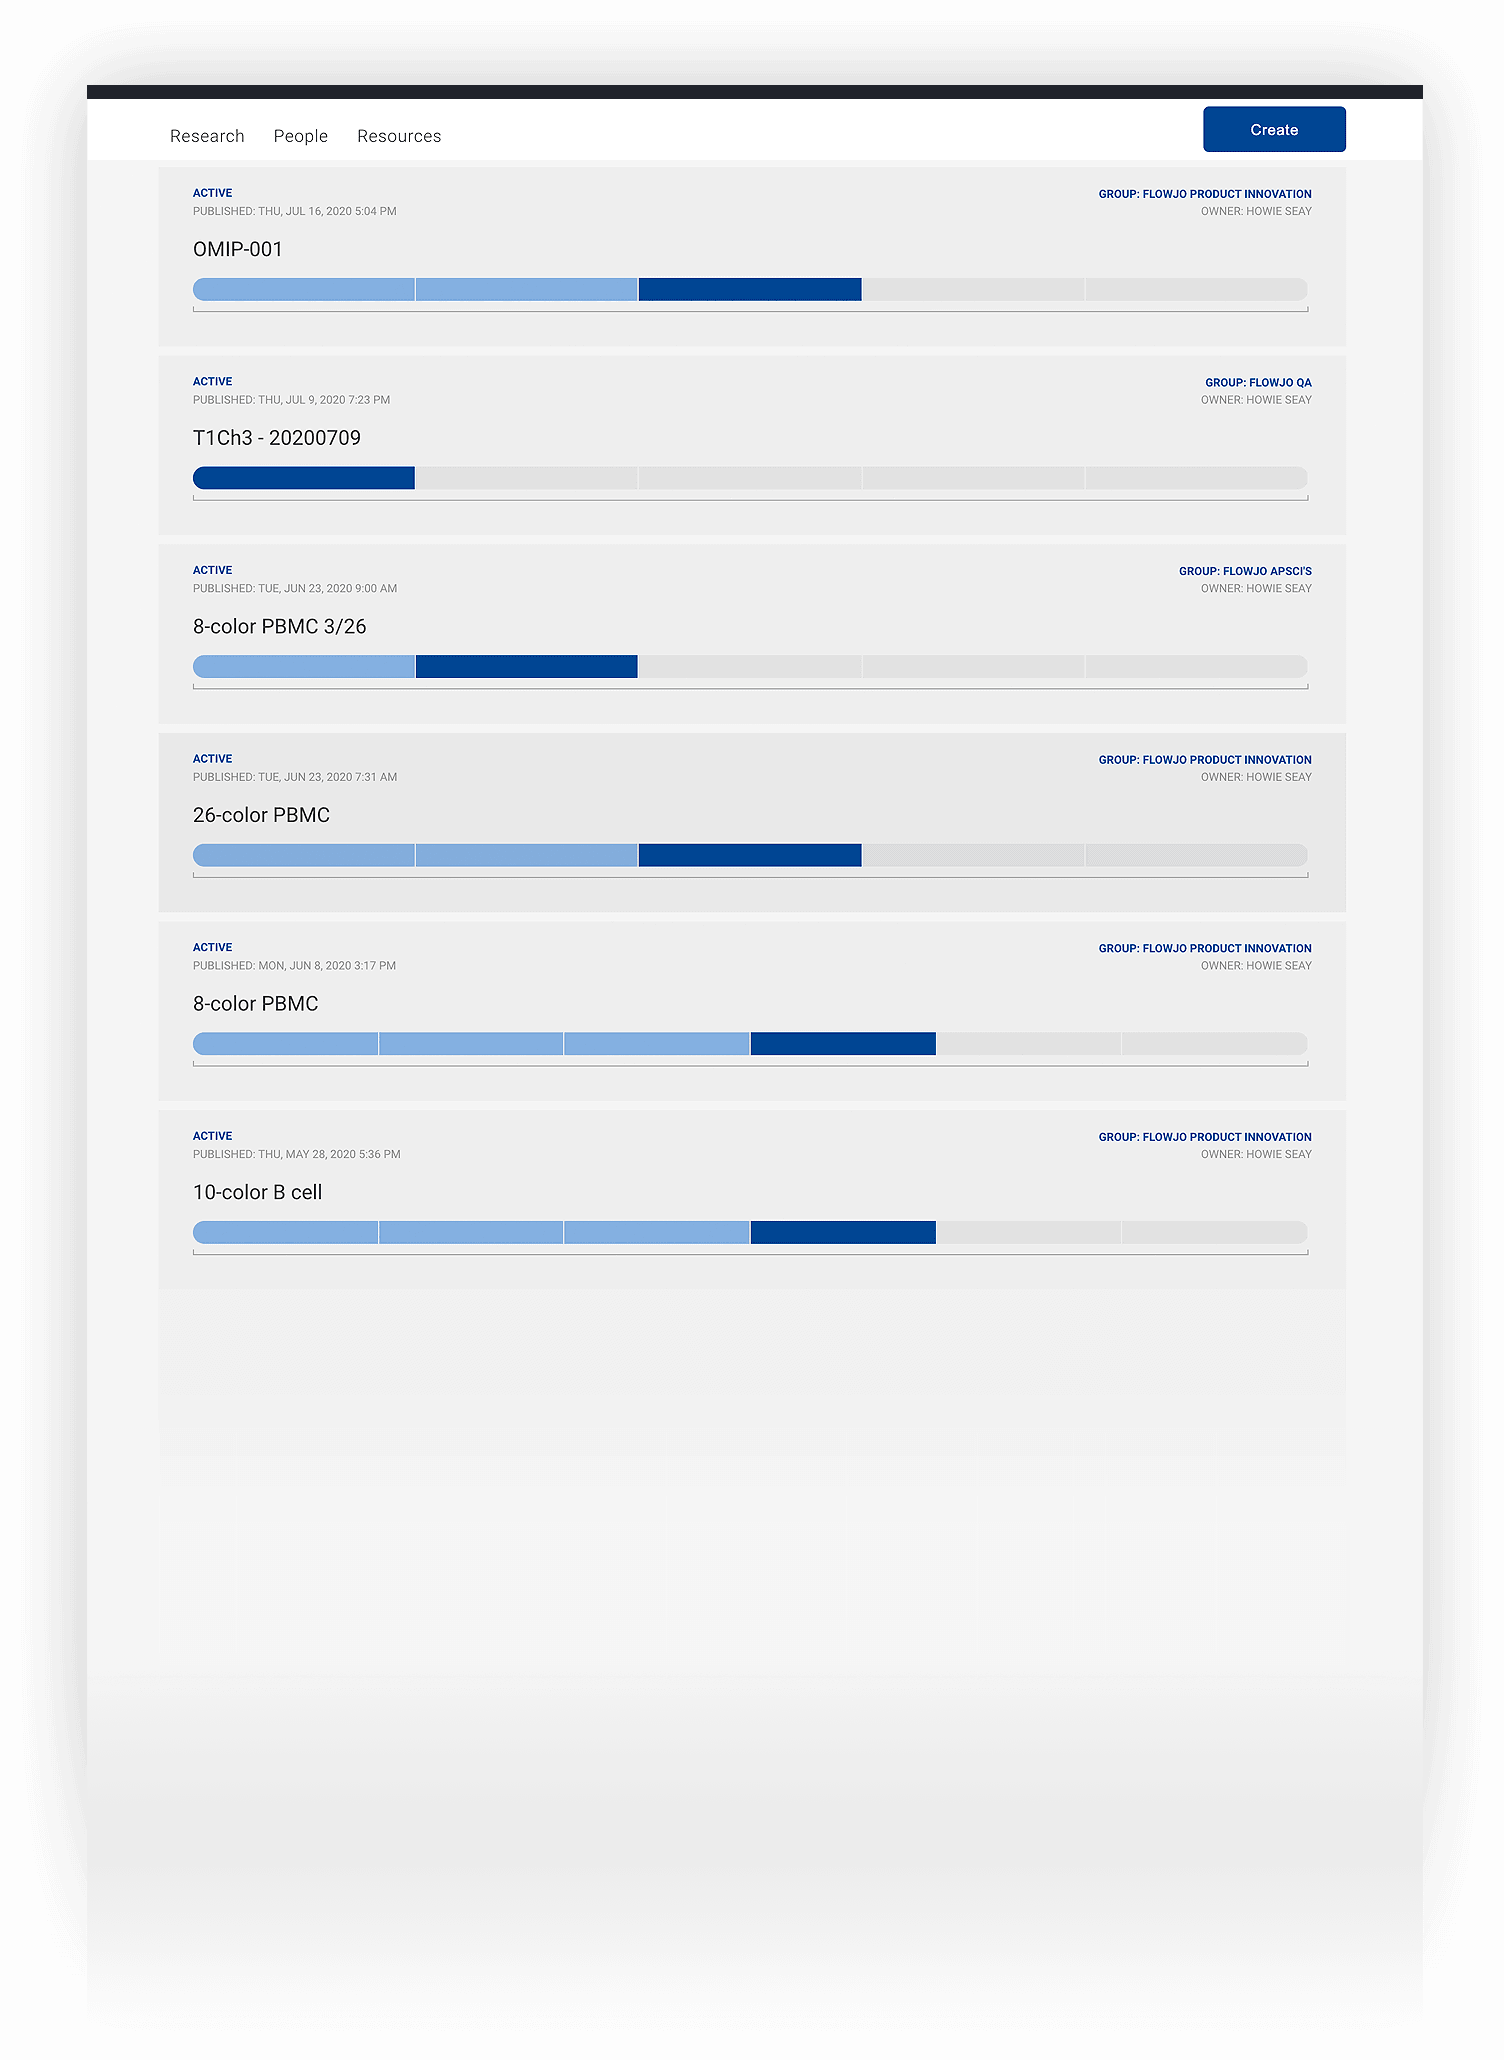 Research People Resources Create
ACTIVE GROUP: FLOWJO PRODUCT INNOVATION
PUBLISHED: THU, JUL 16, 2020 5:04 PM OWNER: HOWIE SEAY
OMIP-001
ACTIVE GROUP: FLOWJO QA
PUBLISHED: THU, JUL 9, 2020 7:23 PM OWNER: HOWIE SEAY
T1Ch3 - 20200709
ACTIVE GROUP: FLOWJO APSCI'S
PUBLISHED: TUE, JUN 23, 2020 9:00 AM OWNER: HOWIE SEAY
8-color PBMC 3/26
ACTIVE GROUP: FLOWJO PRODUCT INNOVATION
PUBLISHED: TUE, JUN 23, 2020 7:31 AM OWNER: HOWIE SEAY
26-color PBMC
ACTIVE GROUP: FLOWJO PRODUCT INNOVATION
PUBLISHED: MON, JUN 8, 2020 3:17 PM OWNER: HOWIE SEAY
8-color PBMC
ACTIVE GROUP: FLOWJO PRODUCT INNOVATION
PUBLISHED: THU, MAY 28, 2020 5:36 PM OWNER: HOWIE SEAY
10-color B cell